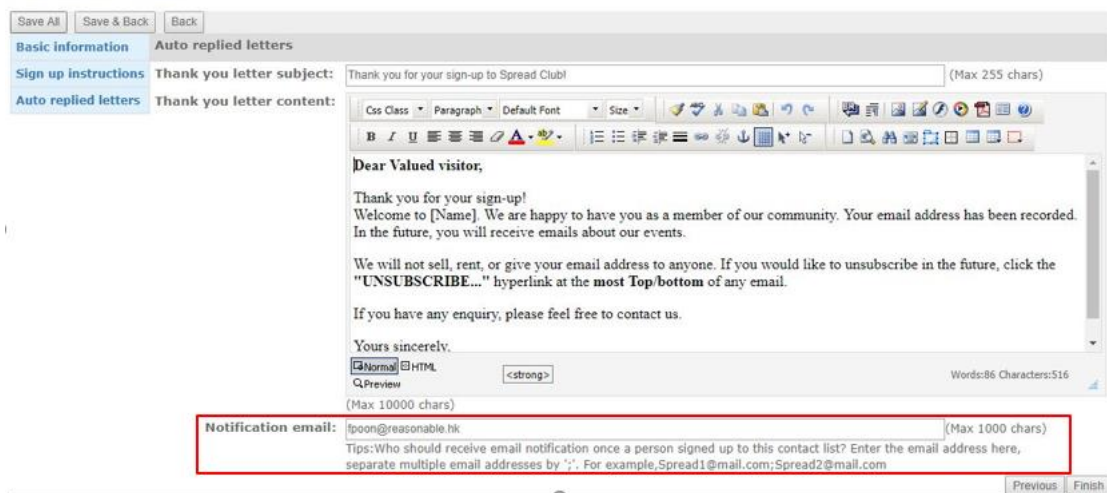 Save All Save & Back Back
Basic information Auto replied letters
Sign up instructions Thank you letter subject: Thank you for your sign-up to Spread Club! (Max 255 chars)
Auto replied letters Thank you letter content:
Css Class Paragraph Default Font Size
B I U A ab
Dear Valued visitor,
Thank you for your sign-up!
Welcome to [Name]. We are happy to have you as a member of our community. Your email address has been recorded.
In the future, you will receive emails about our events.
We will not sell, rent, or give your email address to anyone. If you would like to unsubscribe in the future, click the
"UNSUBSCRIBE..." hyperlink at the most Top/bottom of any email.
If you have any enquiry, please feel free to contact us.
Yours sincerely,
Normal HTML
Preview
<strong> Words:86 Characters:516
(Max 10000 chars)
Notification email: fpoon@reasonable.hk (Max 1000 chars)
Tips:Who should receive email notification once a person signed up to this contact list? Enter the email address here,
separate multiple email addresses by ';'. For example,Spread1@mail.com;Spread2@mail.com
Previous Finish